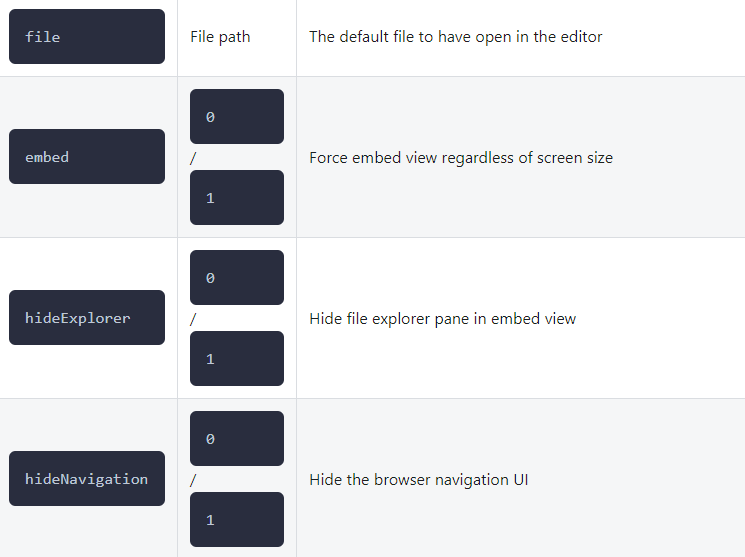 file File path The default file to have open in the editor
0
embed / Force embed view regardless of screen size
1
0
hideExplorer / Hide file explorer pane in embed view
1
0
hideNavigation / Hide the browser navigation UI
1